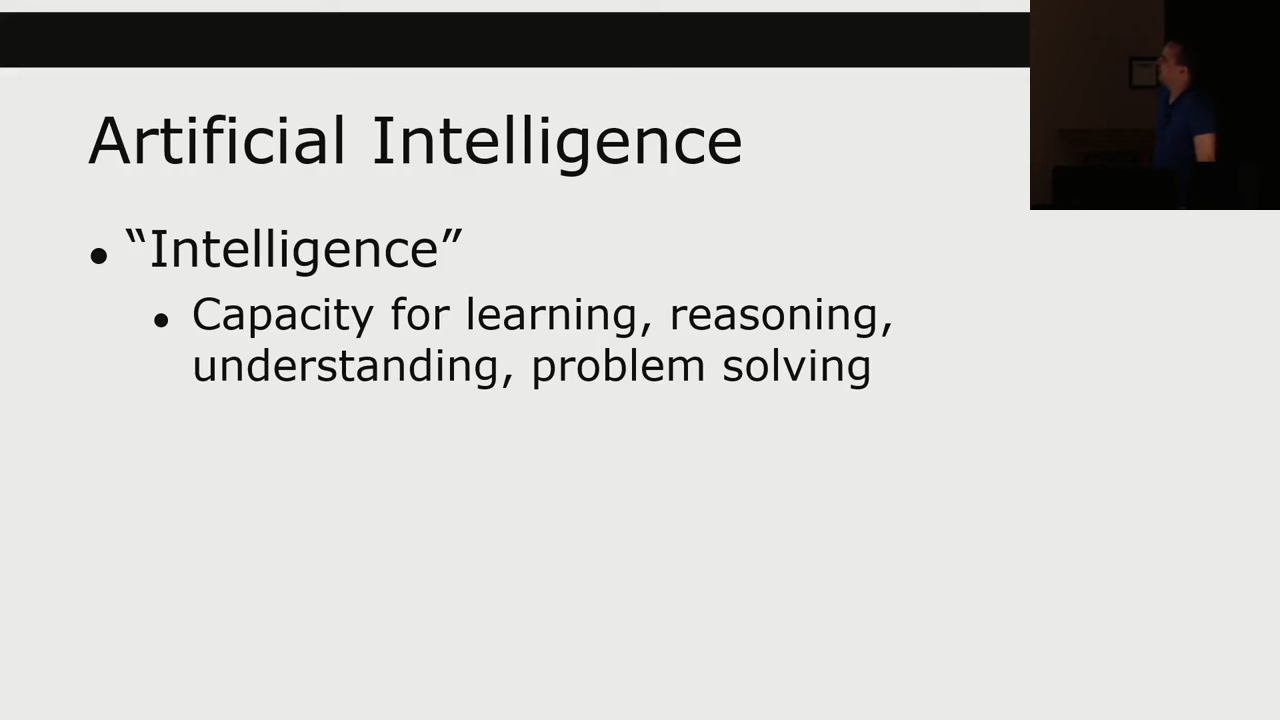 Artificial Intelligence
● “Intelligence”
● Capacity for learning, reasoning,
understanding, problem solving